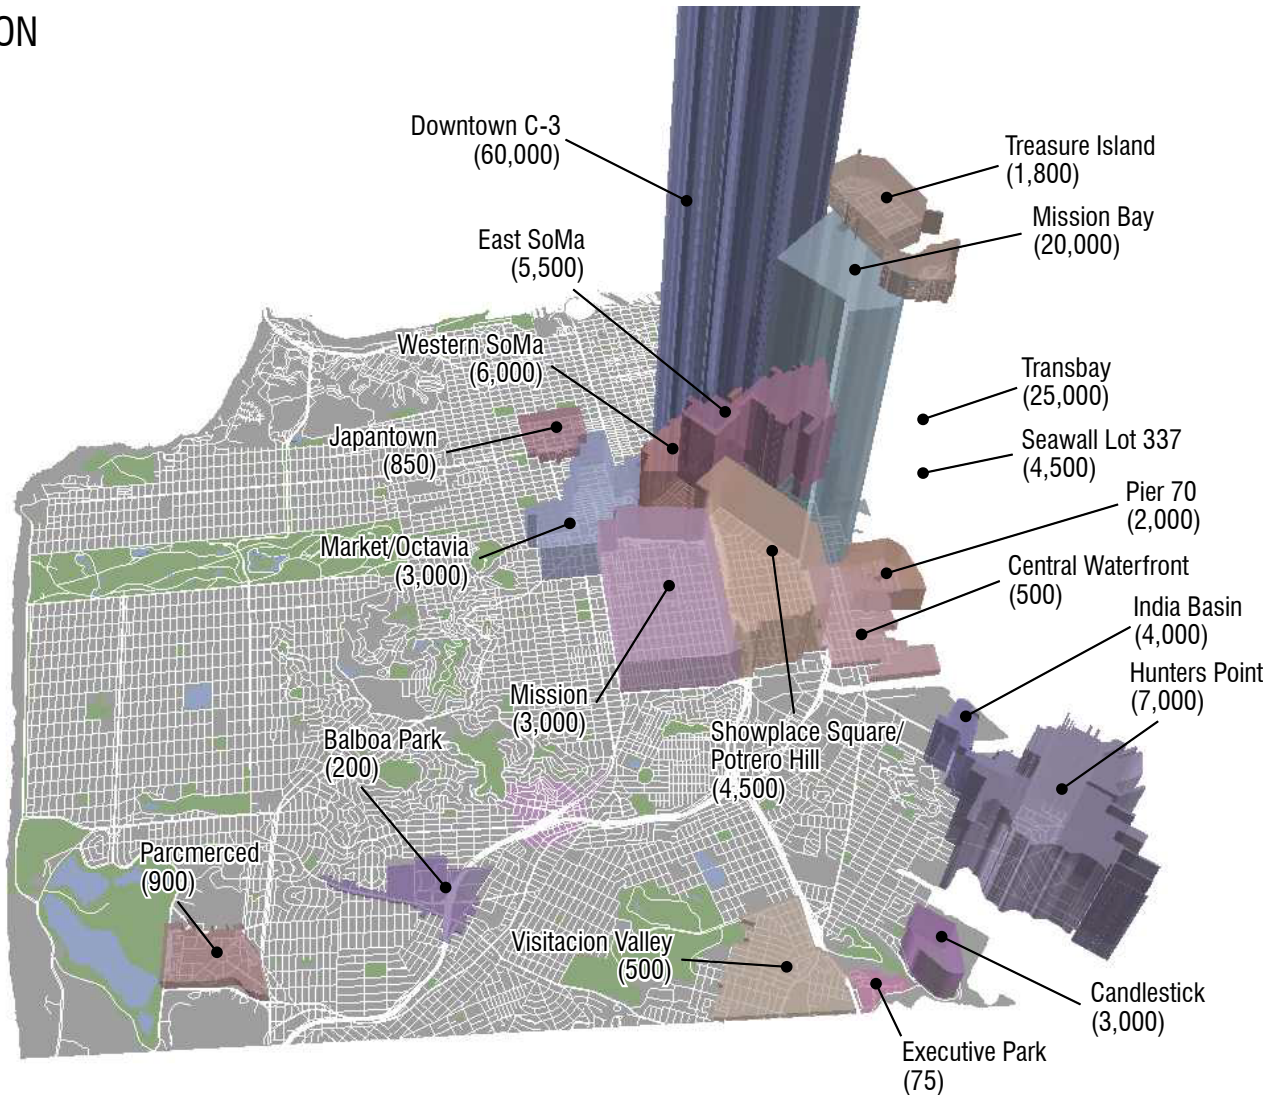 ON
Downtown C-3
(60,000)
Treasure Island
(1,800)
Mission Bay
(20,000)
East SoMa
(5,500)
Western SoMa
(6,000)
Transbay
(25,000)
Japantown
(850)
Seawall Lot 337
(4,500)
Pier 70
(2,000)
Market/Octavia
(3,000)
Central Waterfront
(500)
India Basin
(4,000)
Hunters Point
(7,000)
Mission
(3,000)
Showplace Square/
Potrero Hill
(4,500)
Balboa Park
(200)
Parcmerced
(900)
Visitacion Valley
(500)
Candlestick
(3,000)
Executive Park
(75)